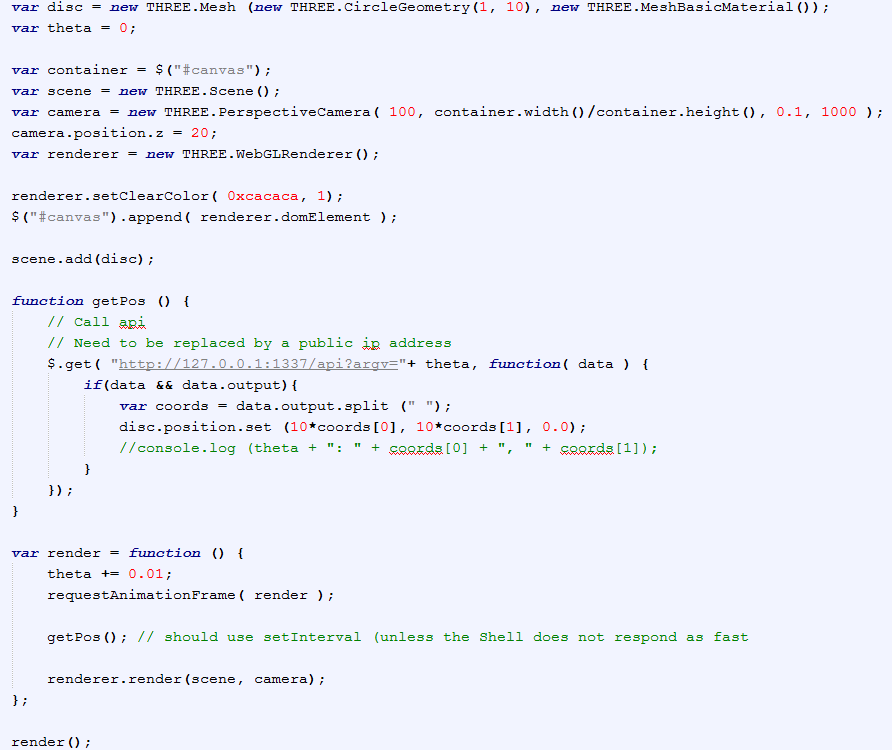 var disc = new THREE.Mesh (new THREE.CircleGeometry(1, 10), new THREE.MeshBasicMaterial());
var theta = 0;
var container = $("#canvas");
var scene = new THREE.Scene();
var camera = new THREE.PerspectiveCamera( 100, container.width()/container.height(), 0.1, 1000 );
camera.position.z = 20;
var renderer = new THREE.WebGLRenderer();
renderer.setClearColor( 0xcacaca, 1);
$("#canvas").append( renderer.domElement );
scene.add(disc);
function getPos () {
// Call api
// Need to be replaced by a public ip address
$.get( "http://127.0.0.1:1337/api?argv="+ theta, function( data ) {
if(data && data.output){
var coords = data.output.split (" ");
disc.position.set (10*coords[0], 10*coords[1], 0.0);
//console.log (theta + ": " + coords[0] + ", " + coords[1]);
}
});
}
var render = function () {
theta += 0.01;
requestAnimationFrame( render );
getPos(); // should use setInterval (unless the Shell does not respond as fast
renderer.render(scene, camera);
};
render();